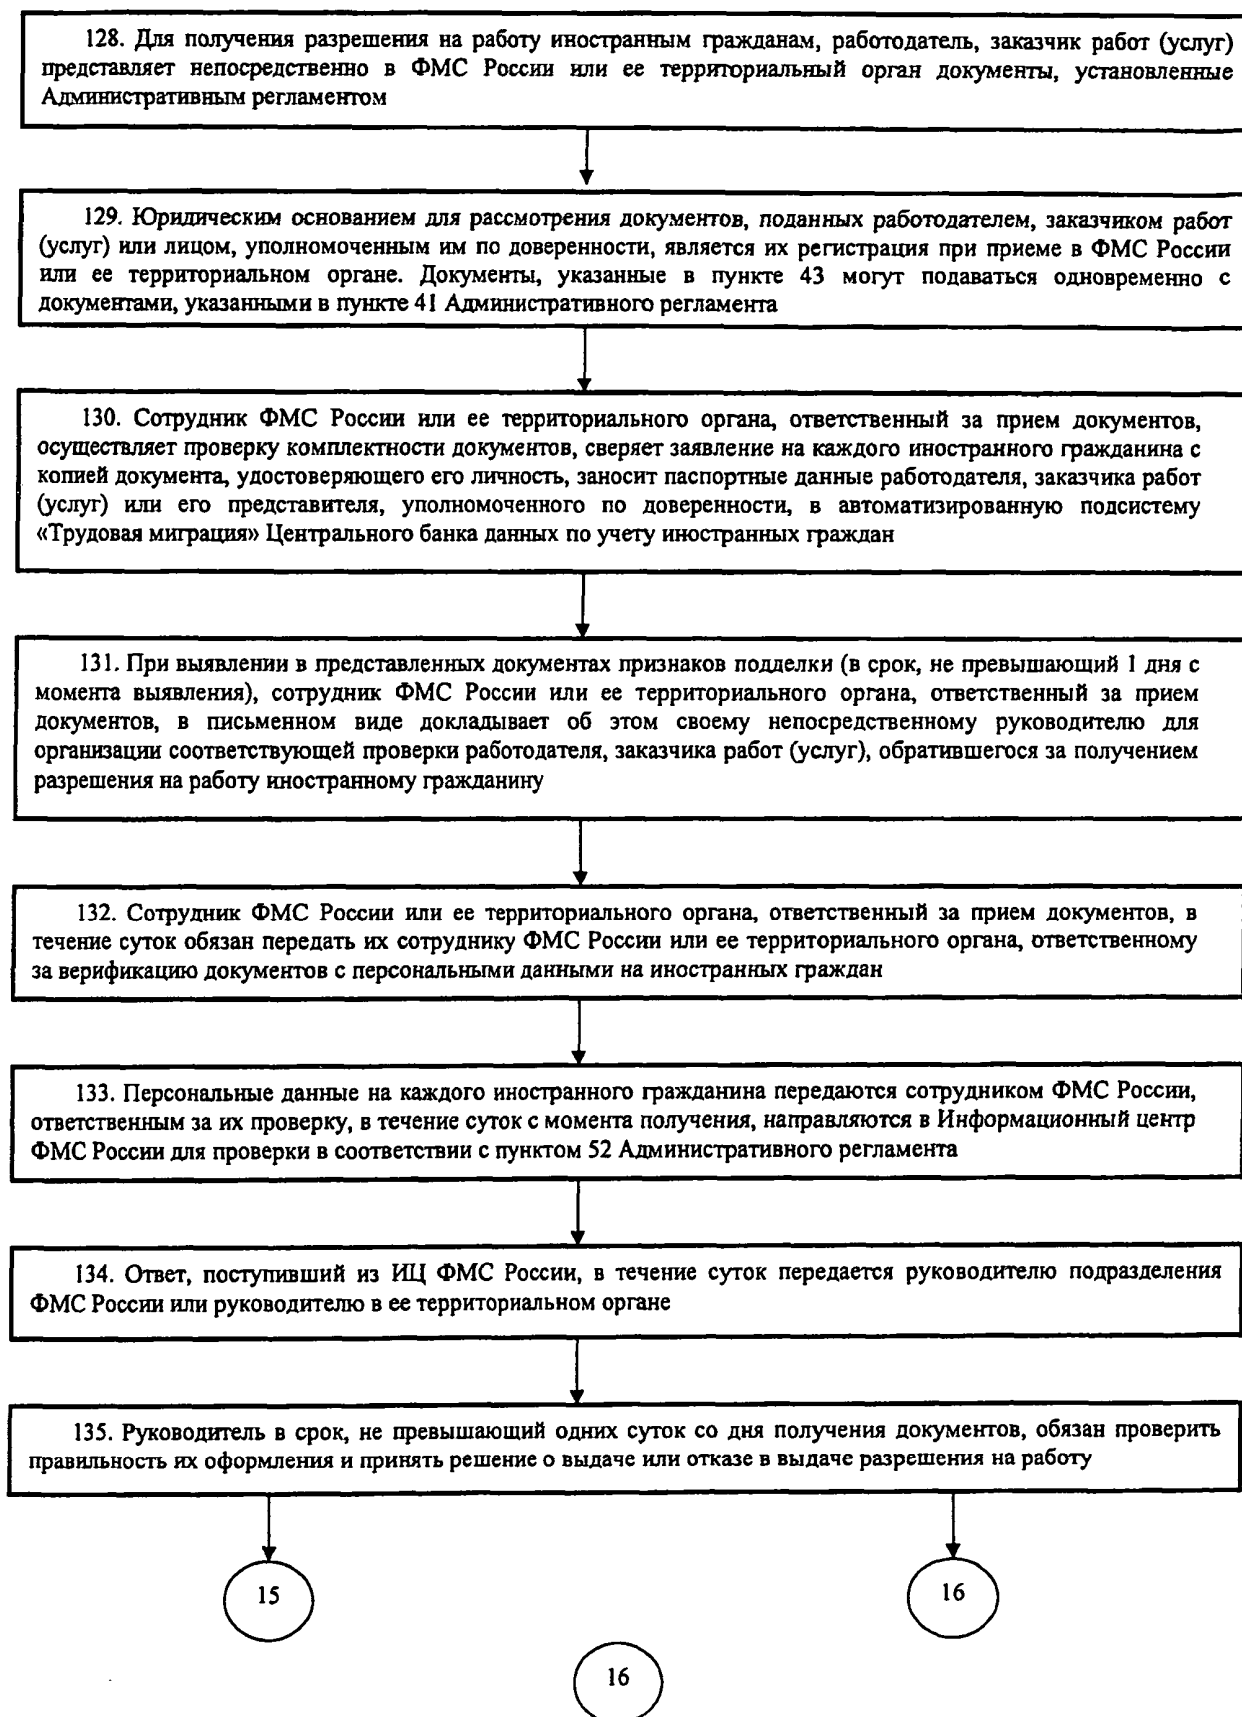 128. Для получения разрешения на работу иностранным гражданам, работодатель, заказчик работ (услуг)
представляет непосредственно в ФМС России или ее территориальный орган документы, установленные
Административным регламентом
129. Юридическим основанием для рассмотрения документов, поданных работодателем, заказчиком работ
(услуг) или лицом, уполномоченным им по доверенности, является их регистрация при приеме в ФМС России
или ее территориальном органе. Документы, указанные в пункте 43 могут подаваться одновременно с
документами, указанными в пункте 41 Административного регламента
130. Сотрудник ФМС России или ее территориального органа, ответственный за прием документов,
осуществляет проверку комплектности документов, сверяет заявление на каждого иностранного гражданина с
копией документа, удостоверяющего его личность, заносит паспортные данные работодателя, заказчика работ
(услуг) или его представителя, уполномоченного по доверенности, в автоматизированную подсистему
«Трудовая миграция» Центрального банка данных по учету иностранных граждан
131. При выявлении в представленных документах признаков подделки (в срок, не превышающий 1 дня с
момента выявления), сотрудник ФМС России или ее территориального органа, ответственный за прием
документов, в письменном виде докладывает об этом своему непосредственному руководителю для
организации соответствующей проверки работодателя, заказчика работ (услуг), обратившегося за получением
разрешения на работу иностранному гражданину
132. Сотрудник ФМС России или ее территориального органа, ответственный за прием документов, в
течение суток обязан передать их сотруднику ФМС России или ее территориального органа, ответственному
за верификацию документов с персональными данными на иностранных граждан
133. Персональные данные на каждого иностранного гражданина передаются сотрудником ФМС России,
ответственным за их проверку, в течение суток с момента получения, направляются в Информационный центр
ФМС России для проверки в соответствии с пунктом 52 Административного регламента
134. Ответ, поступивший из ИЦ ФМС России, в течение суток передается руководителю подразделения
ФМС России или руководителю в ее территориальном органе
135. Руководитель в срок, не превышающий одних суток со дня получения документов, обязан проверить
правильность их оформления и принять решение о выдаче или отказе в выдаче разрешения на работу
15
16
16